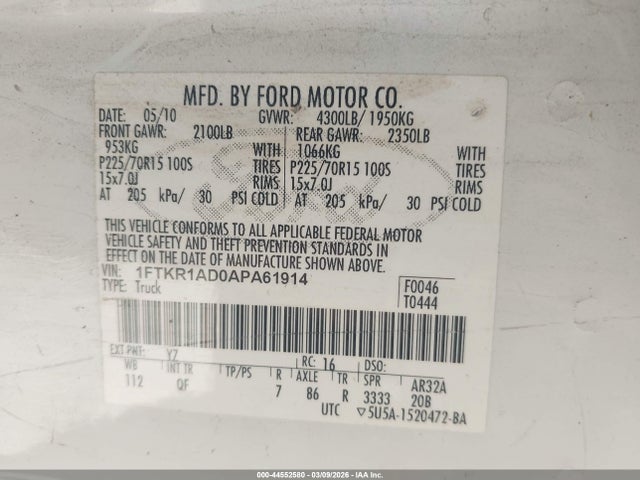 MFD. BY FORD MOTOR CO.
DATE: 05/10 GVWR: 4300LB/ 1950KG
FRONT GAWR: 2100LB REAR GAWR: 2350LB
953KG WITH 1066KG WITH
P225/70R15 100S TIRES P225/70R15 100S TIRES
15x7.0J RIMS 15x7.0J RIMS
AT 205 kPa/ 30 PSI COLD AT 205 kPa/ 30 PSI COLD
THIS VEHICLE CONFORMS TO ALL APPLICABLE FEDERAL MOTOR
VEHICLE SAFETY AND THEFT PREVENTION STANDARDS IN
EFFECT ON THE DATE OF MANUFACTURE SHOWN ABOVE.
VIN: 1FTKR1AD0APA61914 F0046
TYPE: Truck T0444
EXT PNT: YZ RC: 16 DSO:
WB INT TR TP/PS R AXLE TR SPR AR32A
112 QF 7 86 R 3333 20B
UTC ▽5U5A-1520472-BA
Ford
000-44552580 - 03/09/2026 - IAAI.com